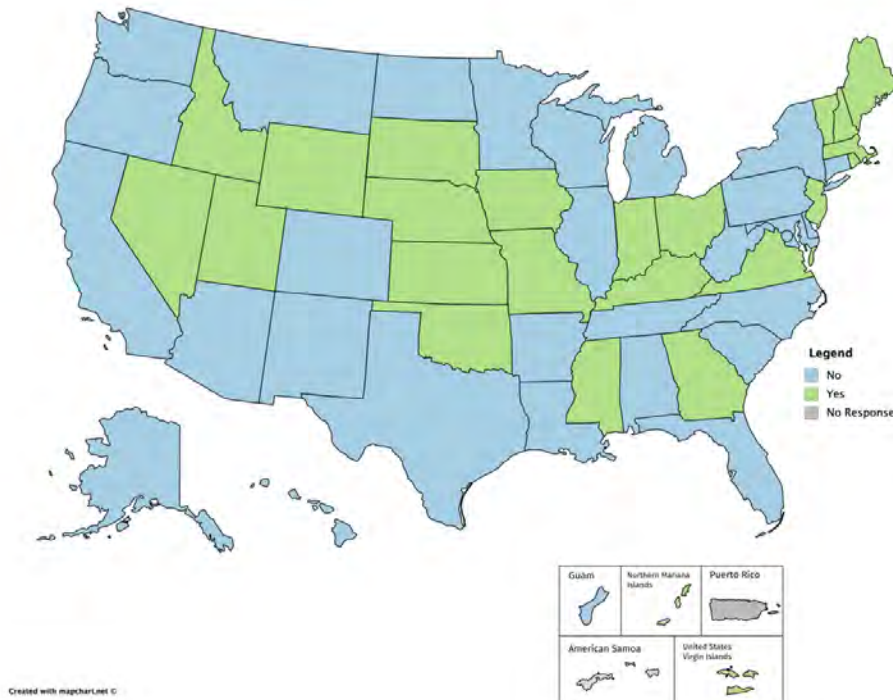 Legend
No
Yes
No Response
Guam
Northern Mariana
Islands
Puerto Rico
American Samoa
United States
Virgin Islands
Created with mapchart.net ©